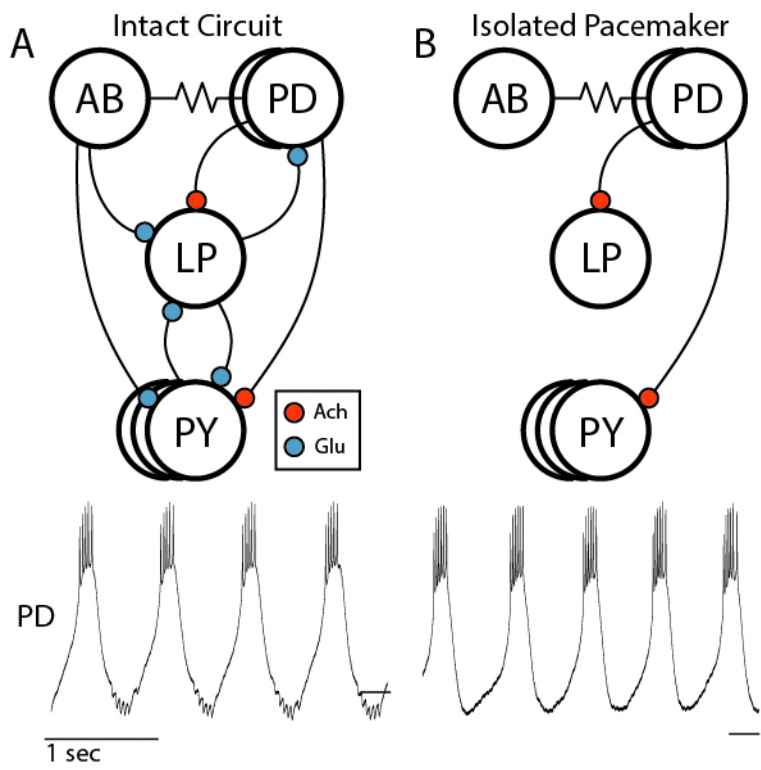 Intact Circuit
A
AB
PD
LP
PY
Ach
Glu
Isolated Pacemaker
B
AB
PD
LP
PY
PD
1 sec